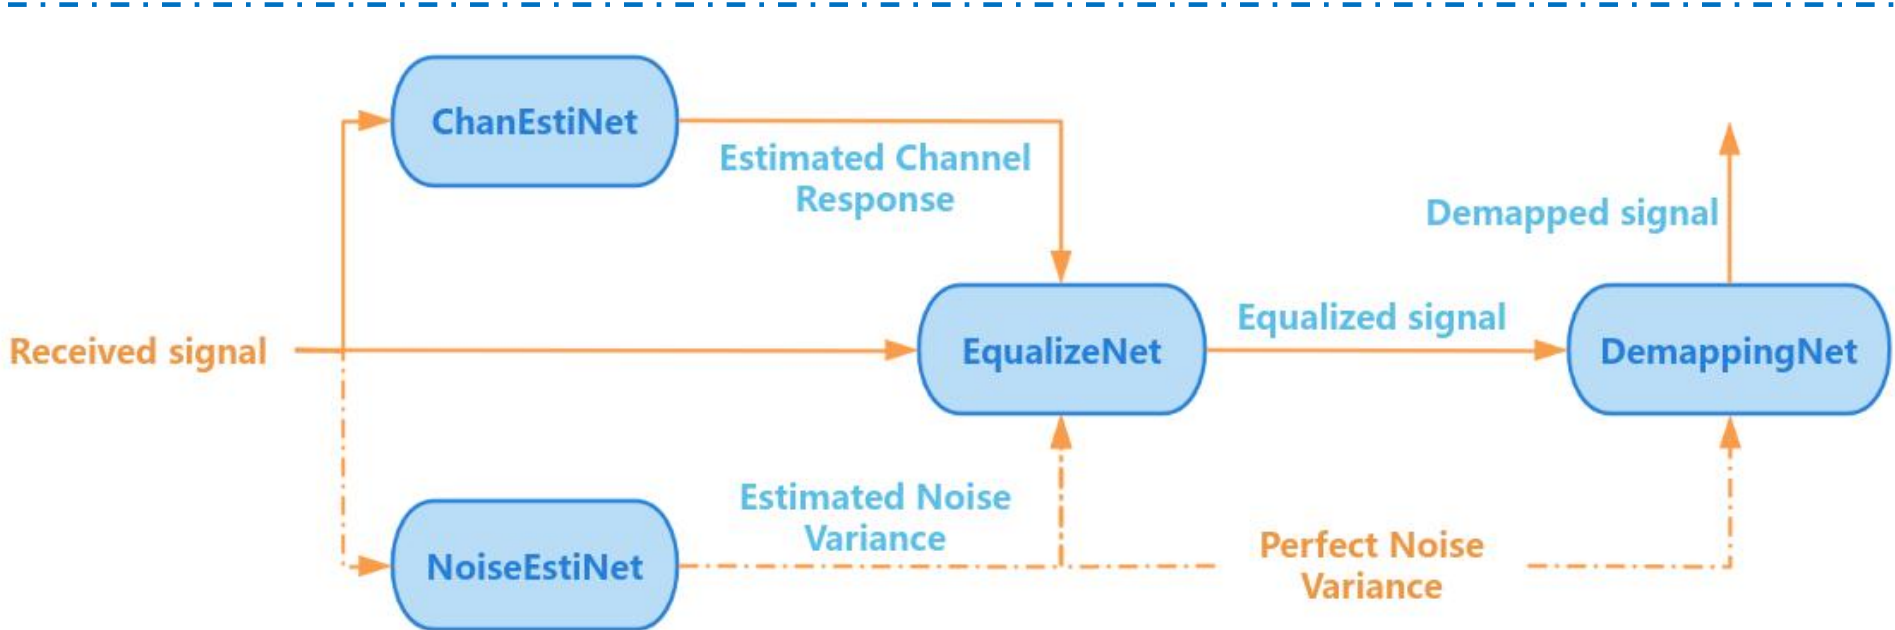 ChanEstiNet
Estimated Channel
Response
Demapped signal
Equalized signal
Received signal
EqualizeNet
DemappingNet
Estimated Noise
Variance
NoiseEstiNet
Perfect Noise
Variance